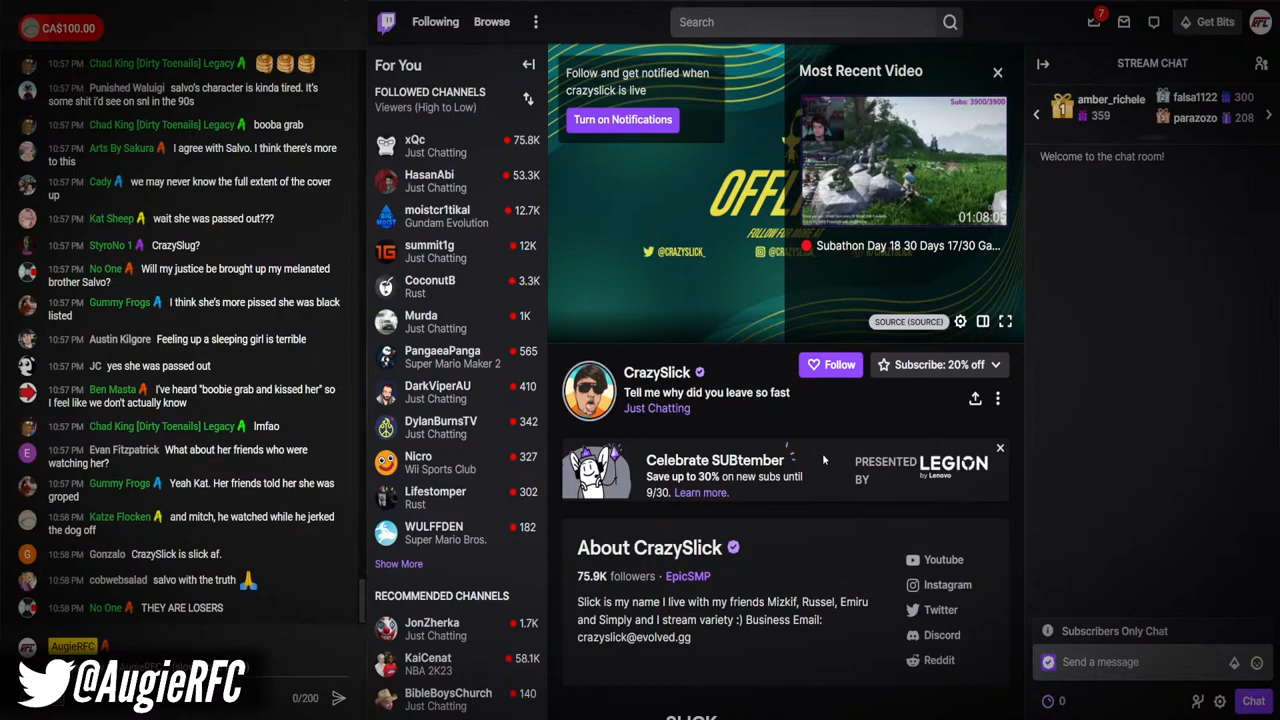 CA$100.00
Chad King [Dirty Toenails] Legacy
10:57 PM Punished Waluigi salvo's character is kinda tired. It's
some shit i'd see on snl in the 90s
10:57 PM Chad King [Dirty Toenails] Legacy booba grab
10:57 PM Arts By Sakura I agree with Salvo. I think there's more
to this
10:57 PM Cady we may never know the full extent of the cover
up
10:57 PM Kat Sheep wait she was passed out???
10:57 PM StyroNo 1 CrazySlug?
10:57 PM No One Will my justice be brought up my melanated
brother Salvo?
10:57 PM Gummy Frogs I think she's more pissed she was black
listed
10:57 PM Austin Kilgore Feeling up a sleeping girl is terrible
10:57 PM JC yes she was passed out
10:57 PM Ben Masta I've heard "boobie grab and kissed her" so
I feel like we don't actually know
10:57 PM Chad King [Dirty Toenails] Legacy lmfao
10:57 PM Evan Fitzpatrick What about her friends who were
watching her?
10:57 PM Gummy Frogs Yeah Kat. Her friends told her she was
groped
10:58 PM Katze Flocken and mitch, he watched while he jerked
the dog off
10:58 PM Gonzalo CrazySlick is slick af.
10:58 PM cobwebsalad salvo with the truth
10:58 PM No One THEY ARE LOSERS
AugieRFC
@AugieRFC
0/200
Following
Browse
Search
7
Get Bits
For You
FOLLOWED CHANNELS
Viewers (High to Low)
xQc 75.8K
Just Chatting
HasanAbi 53.3K
Just Chatting
moistcr1tikal 12.7K
Gundam Evolution
summit1g 12K
Just Chatting
CoconutB 3.3K
Rust
Murda 1K
Just Chatting
PangaeaPanga 565
Super Mario Maker 2
DarkViperAU 410
Just Chatting
DylanBurnsTV 342
Just Chatting
Nicro 327
Wii Sports Club
Lifestomper 302
Rust
WULFFDEN 182
Super Mario Bros.
Show More
RECOMMENDED CHANNELS
JonZherka 1.7K
Just Chatting
KaiCenat 58.1K
NBA 2K23
BibleBoysChurch 140
Just Chatting
Follow and get notified when
crazyslick is live
Turn on Notifications
@CRAZYSLICK_
Most Recent Video
Subs: 3900/3900
01:08:05
Subathon Day 18 30 Days 17/30 Ga...
SOURCE (SOURCE)
CrazySlick
Tell me why did you leave so fast
Just Chatting
Follow
Subscribe: 20% off
Celebrate SUBtember
Save up to 30% on new subs until
9/30. Learn more.
PRESENTED
BY
LEGION
by Lenovo
About CrazySlick
75.9K followers · EpicSMP
Slick is my name I live with my friends Mizkif, Russel, Emiru
and Simply and I stream variety :) Business Email:
crazyslick@evolved.gg
Youtube
Instagram
Twitter
Discord
Reddit
STREAM CHAT
1
amber_richele
359
falsa1122 300
parazozo 208
Welcome to the chat room!
Subscribers Only Chat
Send a message
0
Chat